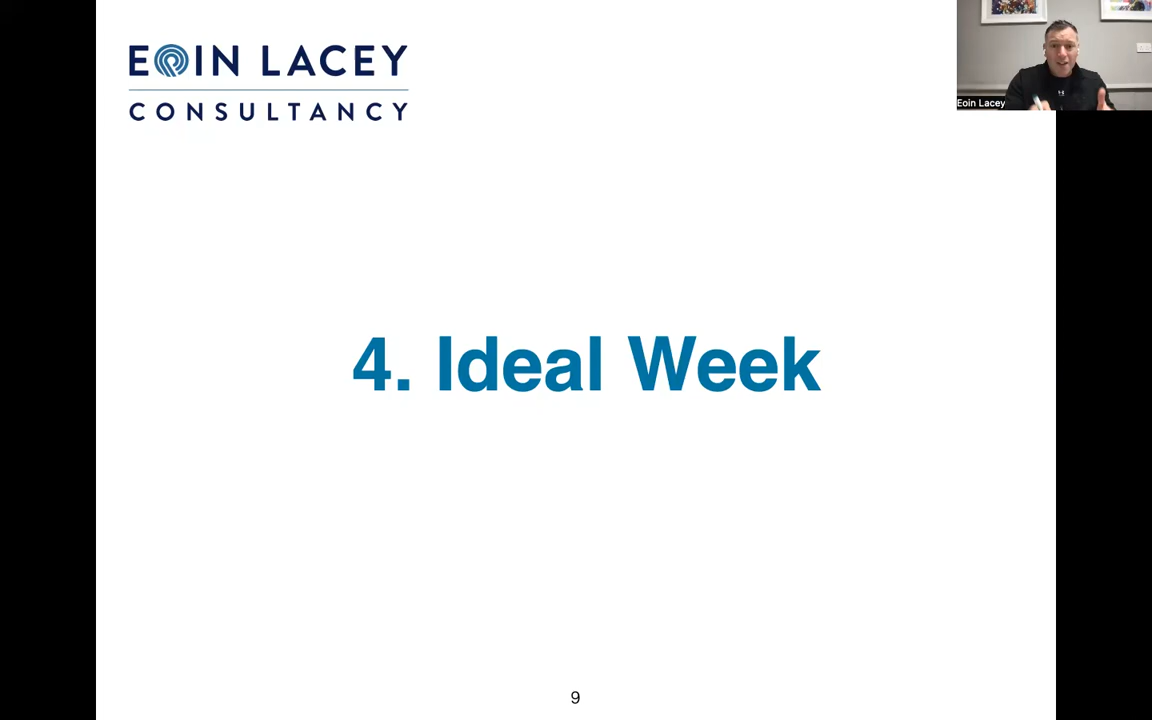 EOIN LACEY
CONSULTANCY
Eoin Lacey
4. Ideal Week
9